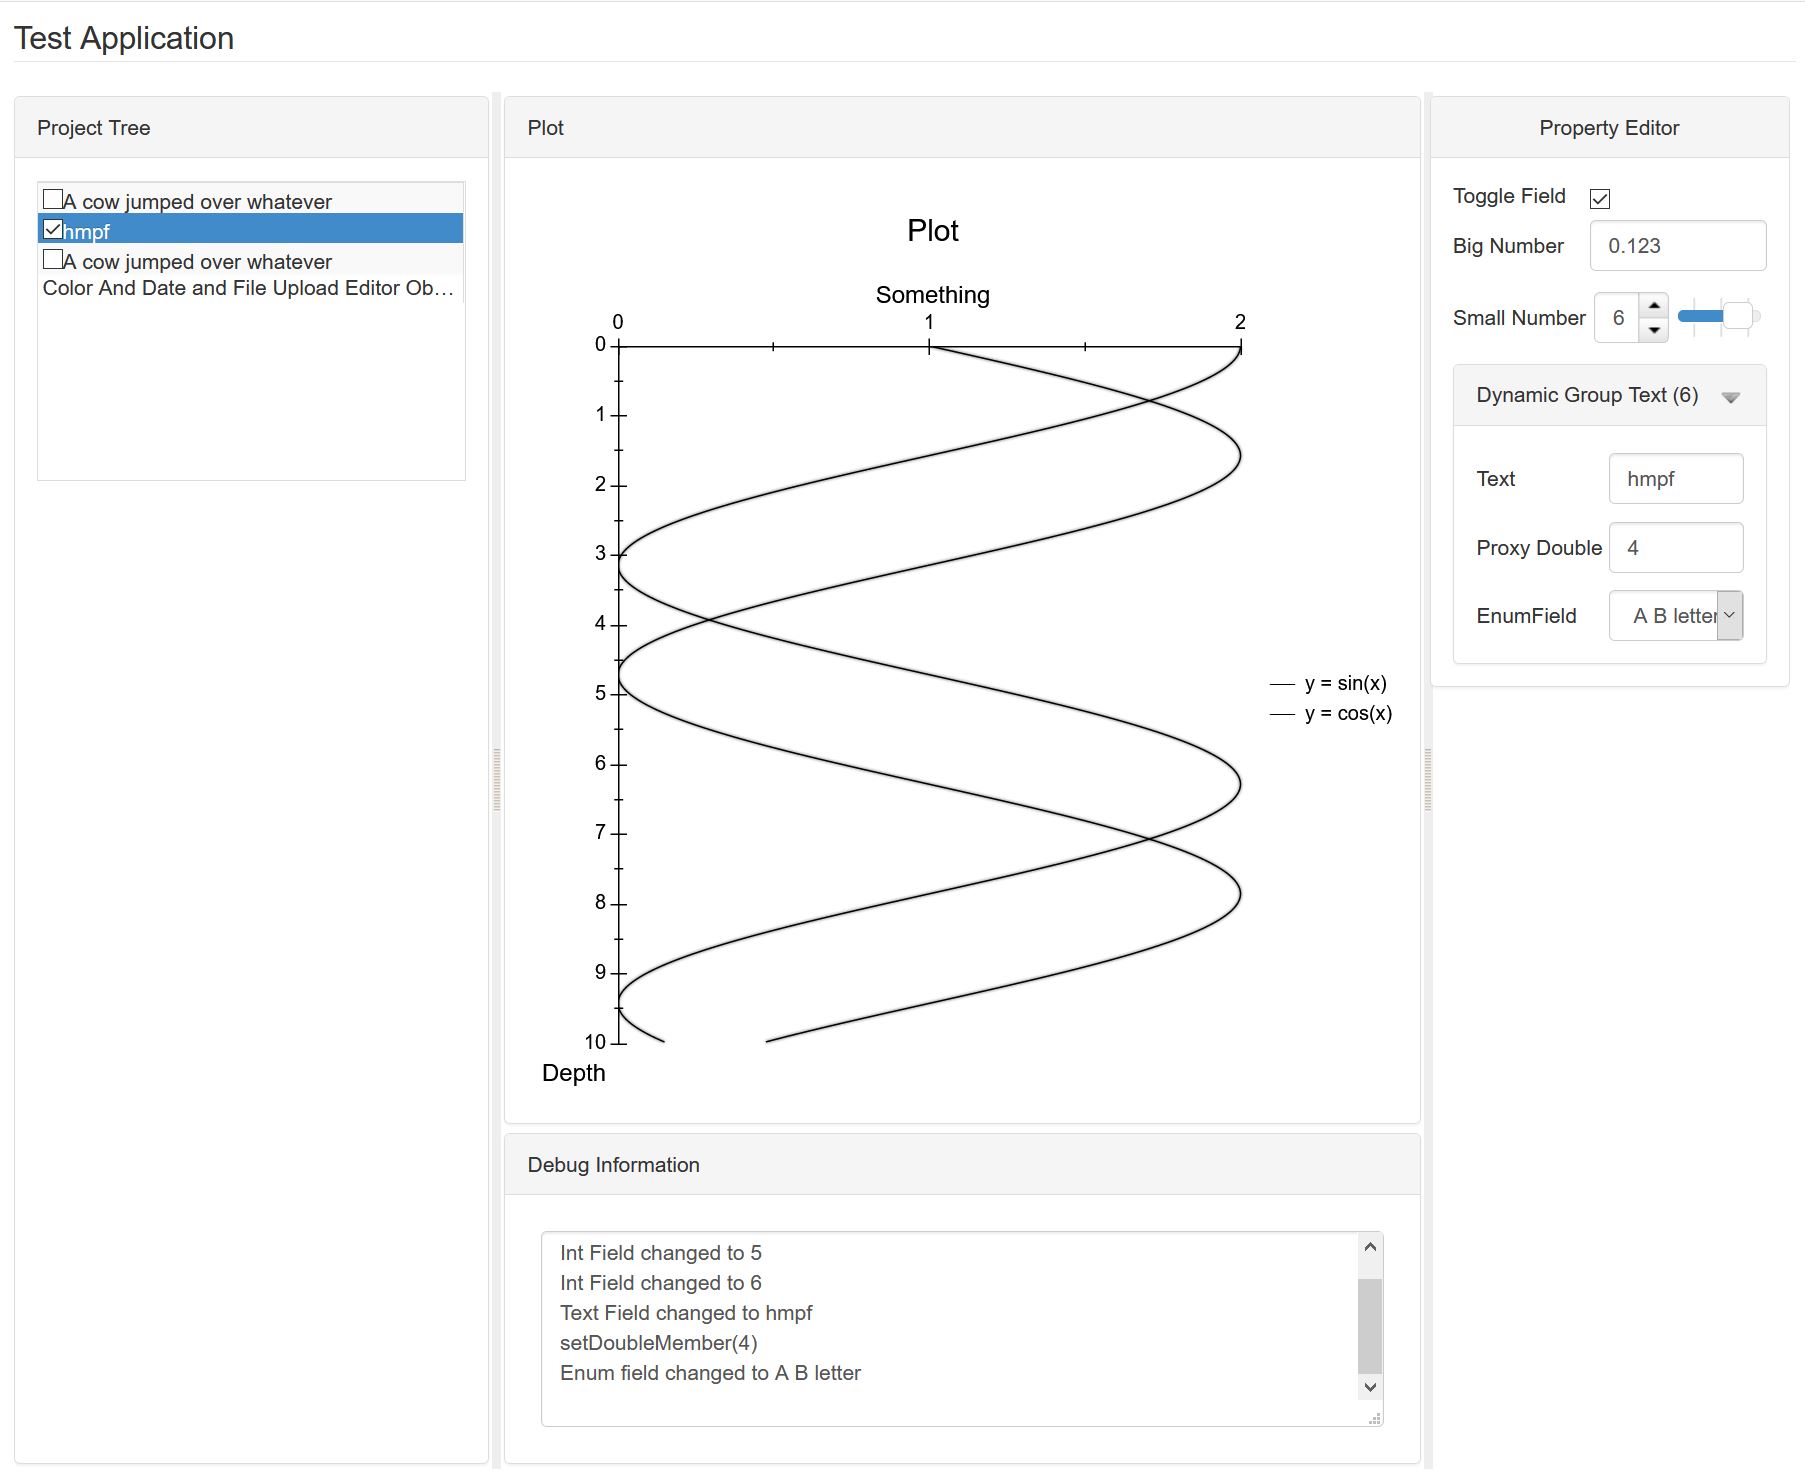 Test Application
Project Tree
A cow jumped over whatever
hmpf
A cow jumped over whatever
Color And Date and File Upload Editor Ob...
Plot
Plot
Something
0 1 2
0
1
2
3
4
5
6
7
8
9
10
Depth
y = sin(x)
y = cos(x)
Debug Information
Int Field changed to 5
Int Field changed to 6
Text Field changed to hmpf
setDoubleMember(4)
Enum field changed to A B letter
Property Editor
Toggle Field
Big Number 0.123
Small Number 6
Dynamic Group Text (6)
Text hmpf
Proxy Double 4
EnumField A B letter